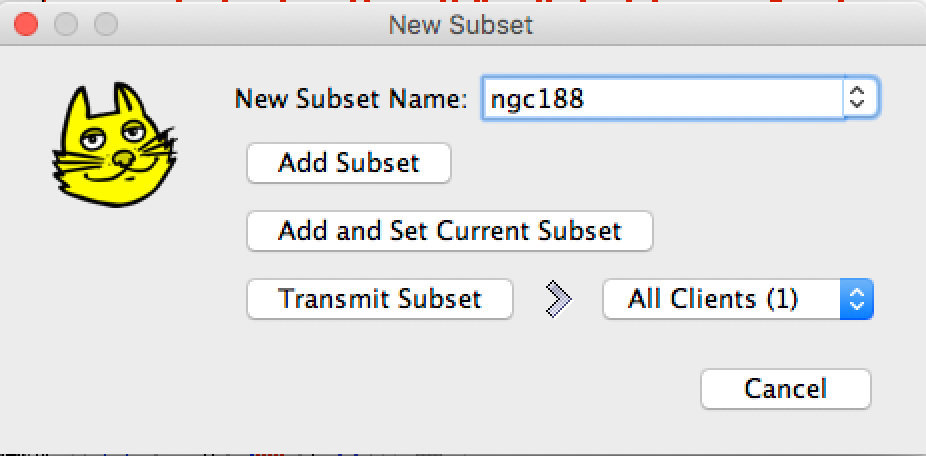 New Subset
New Subset Name: ngc188
Add Subset
Add and Set Current Subset
Transmit Subset All Clients (1)
Cancel